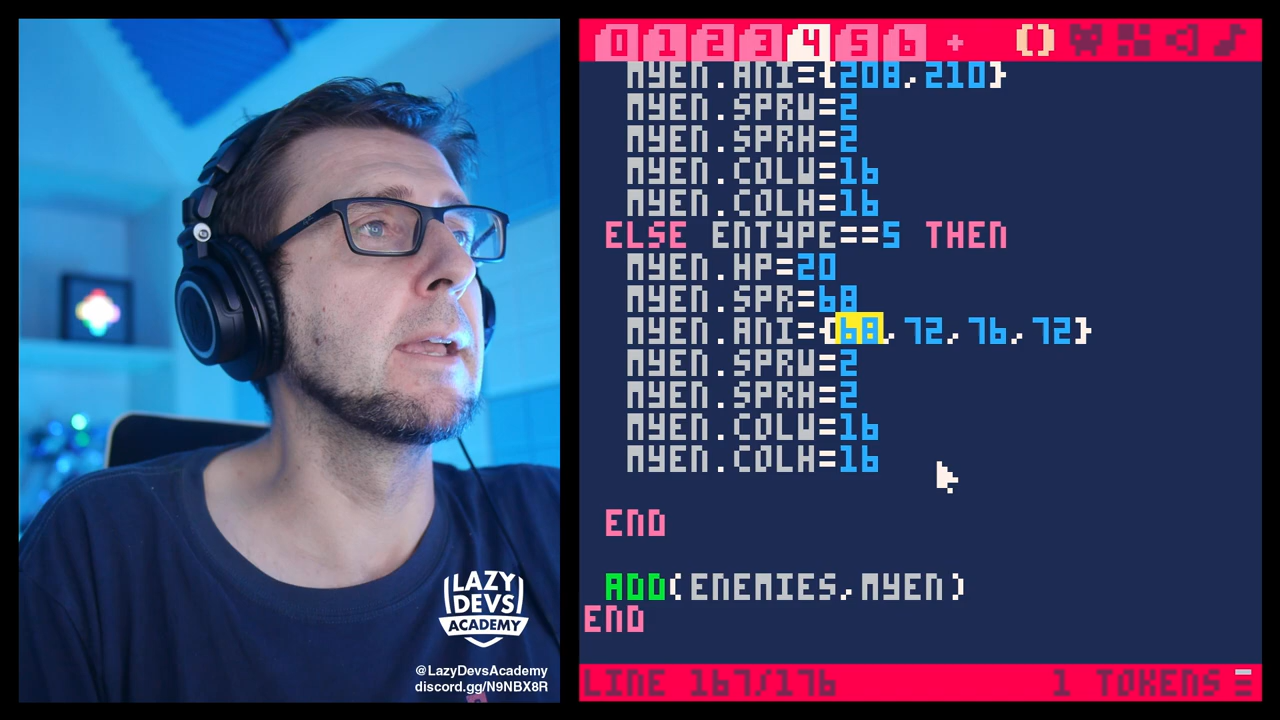 LAZY
DEVS
ACADEMY
@LazyDevsAcademy
discord.gg/N9NBX8R
0 1 2 3 4 5 6 +
MYEN.ANI={208,210}
MYEN.SPRW=2
MYEN.SPRH=2
MYEN.COLW=16
MYEN.COLH=16
ELSE ENTYPE==5 THEN
MYEN.HP=20
MYEN.SPR=68
MYEN.ANI={68,72,76,72}
MYEN.SPRW=2
MYEN.SPRH=2
MYEN.COLW=16
MYEN.COLH=16
END
ADD(ENEMIES,MYEN)
END
LINE 167/176 1 TOKENS